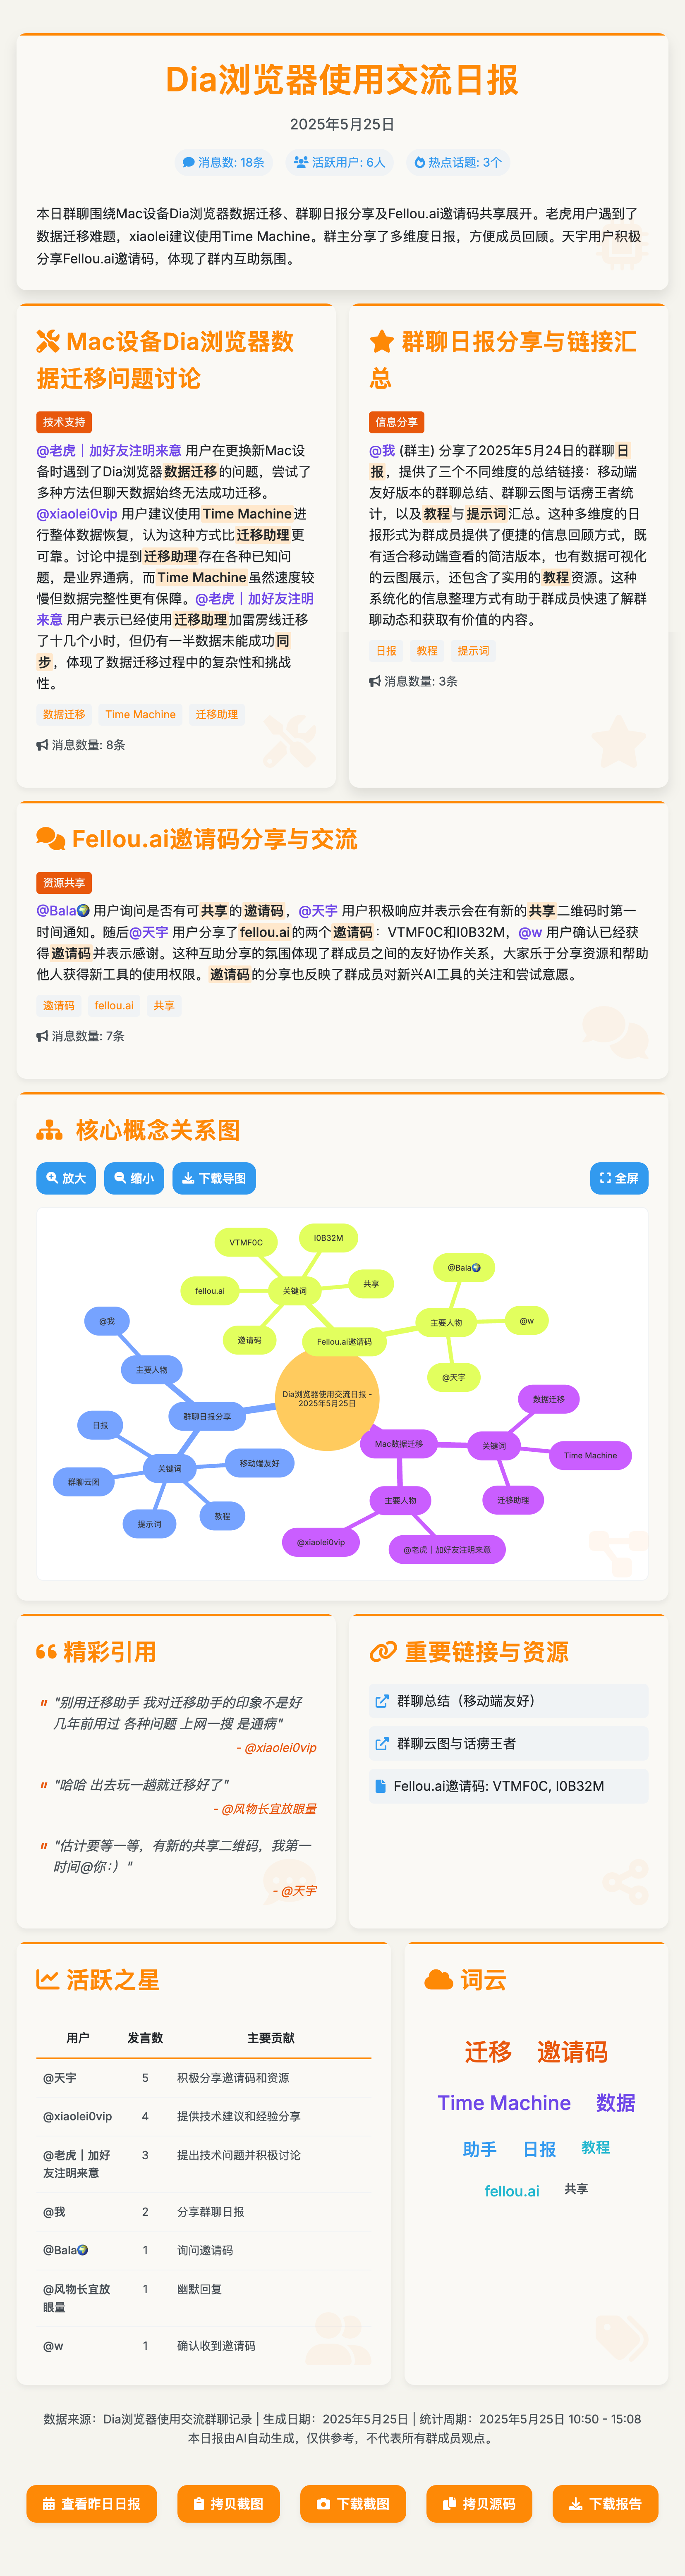 Dia浏览器使用交流日报
2025年5月25日
消息数: 18条 活跃用户: 6人 热点话题: 3个
本日群聊围绕Mac设备Dia浏览器数据迁移、群聊日报分享及Fellou.ai邀请码共享展开。老虎用户遇到了
数据迁移难题，xiaolei建议使用Time Machine。群主分享了多维度日报，方便成员回顾。天宇用户积极
分享Fellou.ai邀请码，体现了群内互助氛围。
Mac设备Dia浏览器数
据迁移问题讨论
技术支持
@老虎｜加好友注明来意 用户在更换新Mac设
备时遇到了Dia浏览器数据迁移的问题，尝试了
多种方法但聊天数据始终无法成功迁移。
@xiaolei0vip 用户建议使用Time Machine进
行整体数据恢复，认为这种方式比迁移助理更
可靠。讨论中提到迁移助理存在各种已知问
题，是业界通病，而Time Machine虽然速度较
慢但数据完整性更有保障。@老虎｜加好友注明
来意 用户表示已经使用迁移助理加雷雳线迁移
了十几个小时，但仍有一半数据未能成功同
步，体现了数据迁移过程中的复杂性和挑战
性。
数据迁移 Time Machine 迁移助理
消息数量: 8条
群聊日报分享与链接汇
总
信息分享
@我 (群主) 分享了2025年5月24日的群聊日
报，提供了三个不同维度的总结链接：移动端
友好版本的群聊总结、群聊云图与话痨王者统
计，以及教程与提示词汇总。这种多维度的日
报形式为群成员提供了便捷的信息回顾方式，既
有适合移动端查看的简洁版本，也有数据可视化
的云图展示，还包含了实用的教程资源。这种
系统化的信息整理方式有助于群成员快速了解群
聊动态和获取有价值的内容。
日报 教程 提示词
消息数量: 3条
Fellou.ai邀请码分享与交流
资源共享
@Bala🌍 用户询问是否有可共享的邀请码，@天宇 用户积极响应并表示会在有新的共享二维码时第一
时间通知。随后@天宇 用户分享了fellou.ai的两个邀请码：VTMF0C和I0B32M，@w 用户确认已经获
得邀请码并表示感谢。这种互助分享的氛围体现了群成员之间的友好协作关系，大家乐于分享资源和帮助
他人获得新工具的使用权限。邀请码的分享也反映了群成员对新兴AI工具的关注和尝试意愿。
邀请码 fellou.ai 共享
消息数量: 7条
核心概念关系图
放大 缩小 下载导图 全屏
VTMF0C
I0B32M
fellou.ai
关键词
共享
邀请码
Fellou.ai邀请码
@Bala🌍
主要人物
@w
@天宇
@我
主要人物
群聊日报分享
日报
关键词
移动端友好
群聊云图
提示词
教程
Dia浏览器使用交流日报 -
2025年5月25日
Mac数据迁移
关键词
数据迁移
Time Machine
迁移助理
主要人物
@xiaolei0vip
@老虎｜加好友注明来意
精彩引用
"别用迁移助手 我对迁移助手的印象不是好
几年前用过 各种问题 上网一搜 是通病"
- @xiaolei0vip
"哈哈 出去玩一趟就迁移好了"
- @风物长宜放眼量
"估计要等一等，有新的共享二维码，我第一
时间@你：）"
- @天宇
重要链接与资源
群聊总结（移动端友好）
群聊云图与话痨王者
Fellou.ai邀请码: VTMF0C, I0B32M
活跃之星
用户 发言数 主要贡献
@天宇 5 积极分享邀请码和资源
@xiaolei0vip 4 提供技术建议和经验分享
@老虎｜加好 3 提出技术问题并积极讨论
友注明来意
@我 2 分享群聊日报
@Bala🌍 1 询问邀请码
@风物长宜放 1 幽默回复
眼量
@w 1 确认收到邀请码
词云
迁移 邀请码
Time Machine 数据
助手 日报 教程
fellou.ai 共享
数据来源：Dia浏览器使用交流群聊记录 | 生成日期：2025年5月25日 | 统计周期：2025年5月25日 10:50 - 15:08
本日报由AI自动生成，仅供参考，不代表所有群成员观点。
查看昨日日报 拷贝截图 下载截图 拷贝源码 下载报告